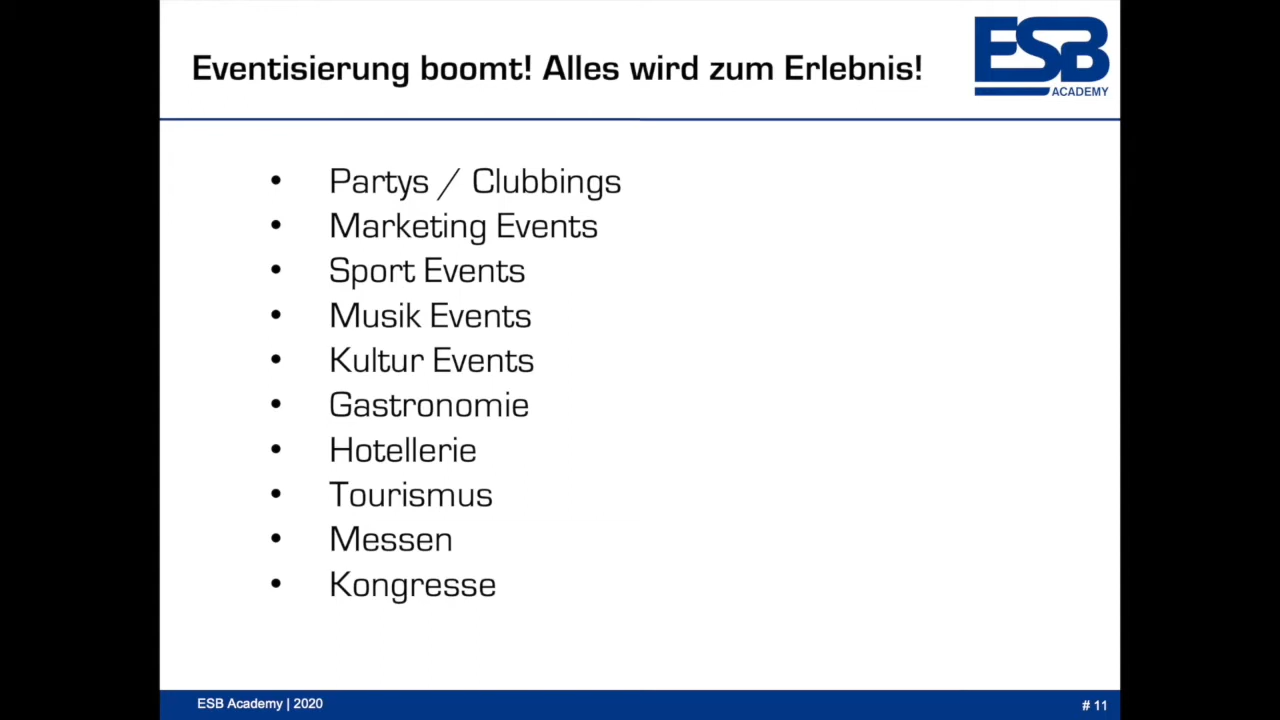 Eventisierung boomt! Alles wird zum Erlebnis!
ESB
ACADEMY
• Partys / Clubbings
• Marketing Events
• Sport Events
• Musik Events
• Kultur Events
• Gastronomie
• Hotellerie
• Tourismus
• Messen
• Kongresse
ESB Academy | 2020
# 11